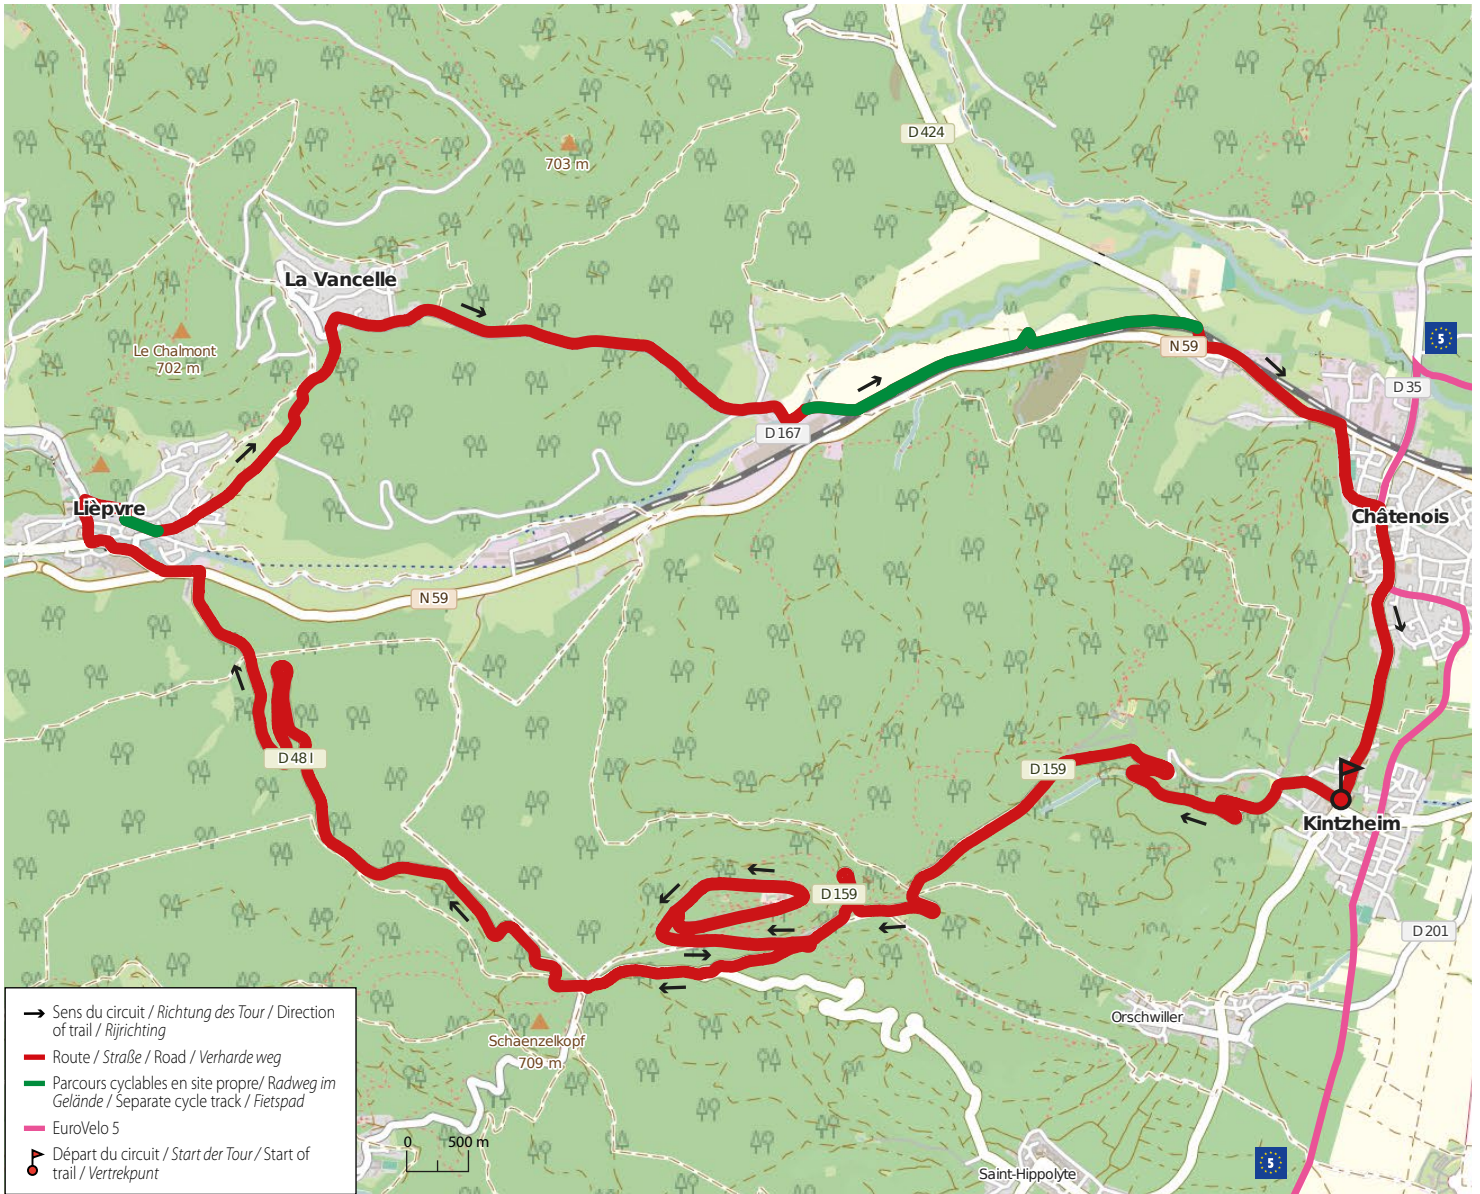 D 424
703 m
La Vancelle
Le Chalmont
702 m
N 59
5
D 35
D 167
Lièpvre
Châtenois
N 59
D 48 I
D 159
Kintzheim
D 159
D 201
Orschwiller
Schaenzelkopf
709 m
Saint-Hippolyte
5
0 500 m
Sens du circuit / Richtung des Tour / Direction
of trail / Rijrichting
Route / Straße / Road / Verharde weg
Parcours cyclables en site propre/ Radweg im
Gelände / Separate cycle track / Fietspad
EuroVelo 5
Départ du circuit / Start der Tour / Start of
trail / Vertrekpunt